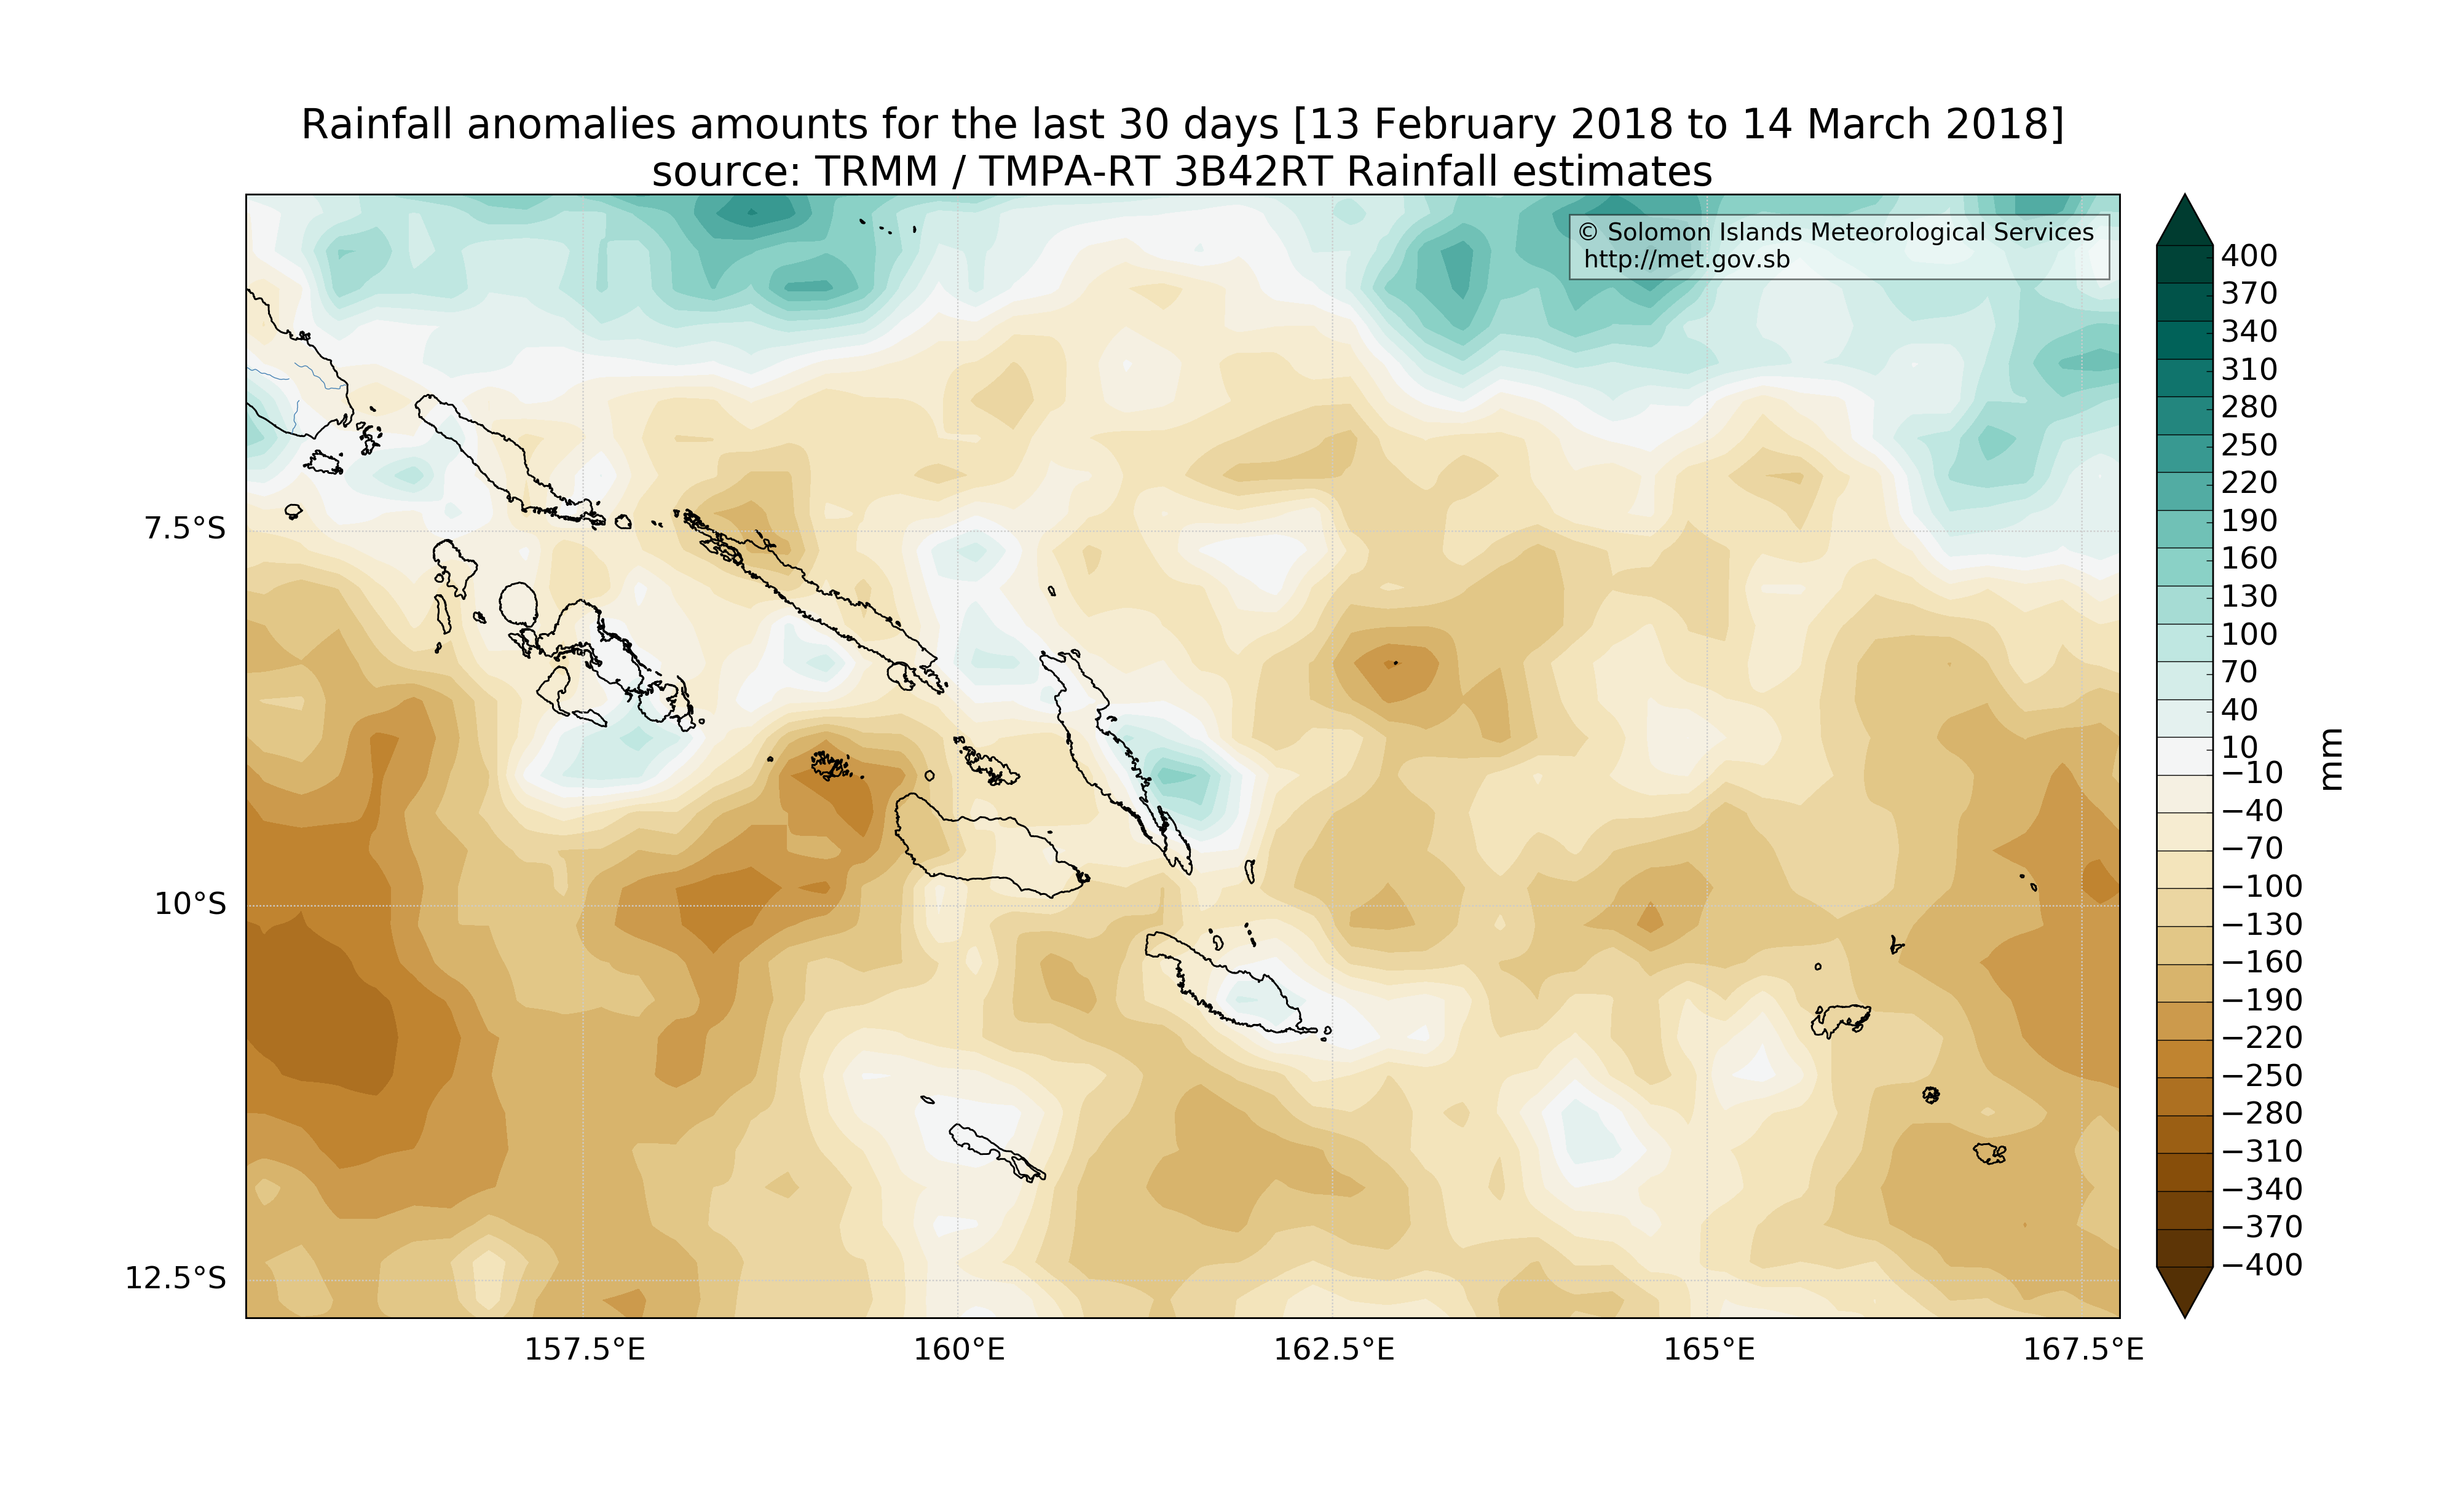 Rainfall anomalies amounts for the last 30 days [13 February 2018 to 14 March 2018]
source: TRMM / TMPA-RT 3B42RT Rainfall estimates
© Solomon Islands Meteorological Services
http://met.gov.sb
7.5°S
10°S
12.5°S
157.5°E
160°E
162.5°E
165°E
167.5°E
400
370
340
310
280
250
220
190
160
130
100
70
40
10
−10
−40
−70
−100
−130
−160
−190
−220
−250
−280
−310
−340
−370
−400
mm